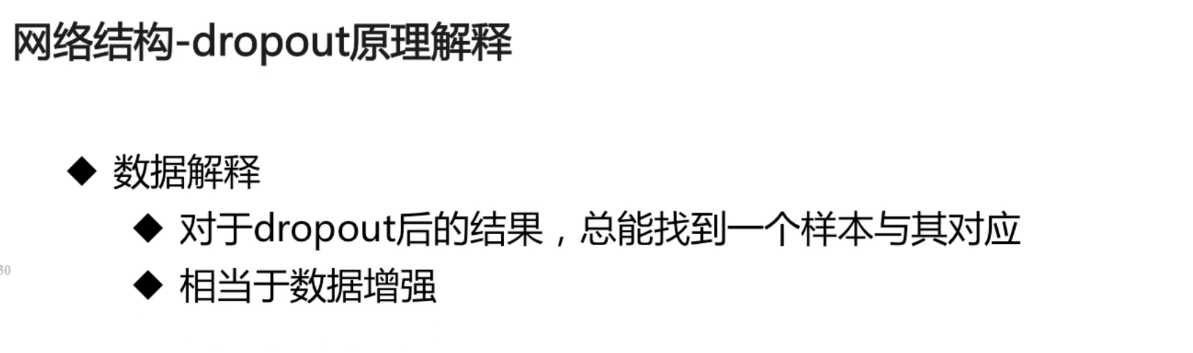 网络结构-dropout原理解释
◆ 数据解释
◆ 对于dropout后的结果，总能找到一个样本与其对应
30
◆ 相当于数据增强